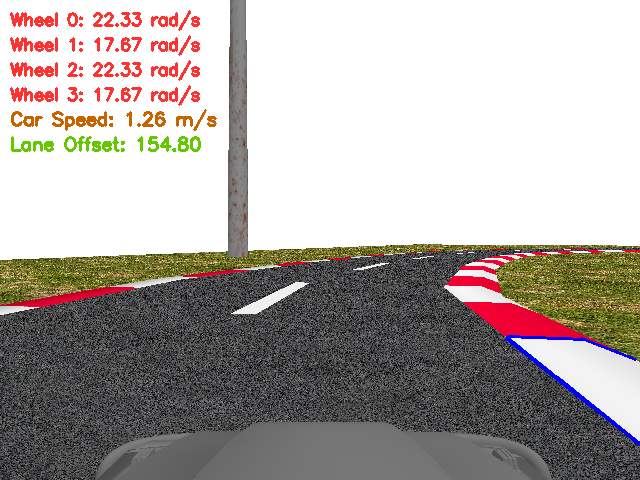 Wheel 0: 22.33 rad/s
Wheel 1: 17.67 rad/s
Wheel 2: 22.33 rad/s
Wheel 3: 17.67 rad/s
Car Speed: 1.26 m/s
Lane Offset: 154.80